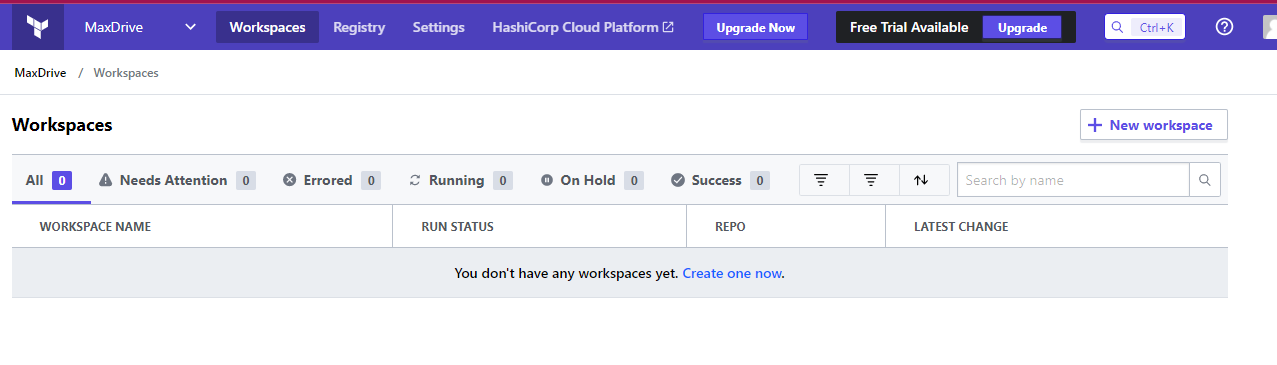 MaxDrive Workspaces Registry Settings HashiCorp Cloud Platform Upgrade Now Free Trial Available Upgrade Ctrl+K
MaxDrive / Workspaces
Workspaces
New workspace
All 0 Needs Attention 0 Errored 0 Running 0 On Hold 0 Success 0 Search by name
WORKSPACE NAME RUN STATUS REPO LATEST CHANGE
You don't have any workspaces yet. Create one now.